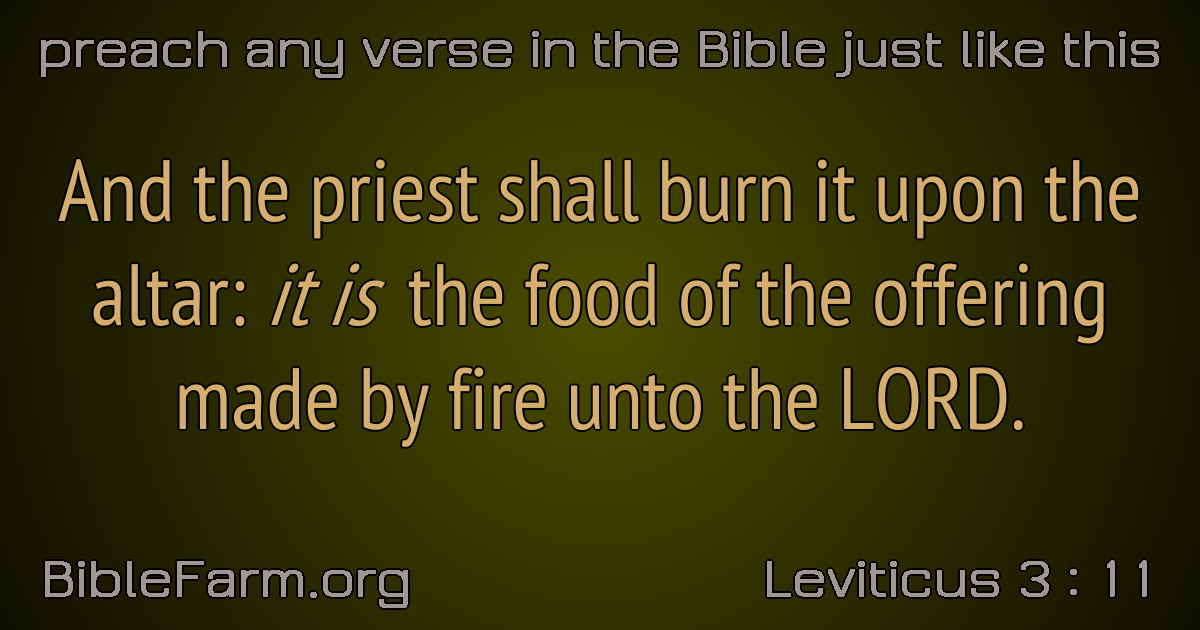 preach any verse in the Bible just like this
And the priest shall burn it upon the
altar: it is the food of the offering
made by fire unto the LORD.
BibleFarm.org
Leviticus 3 : 11